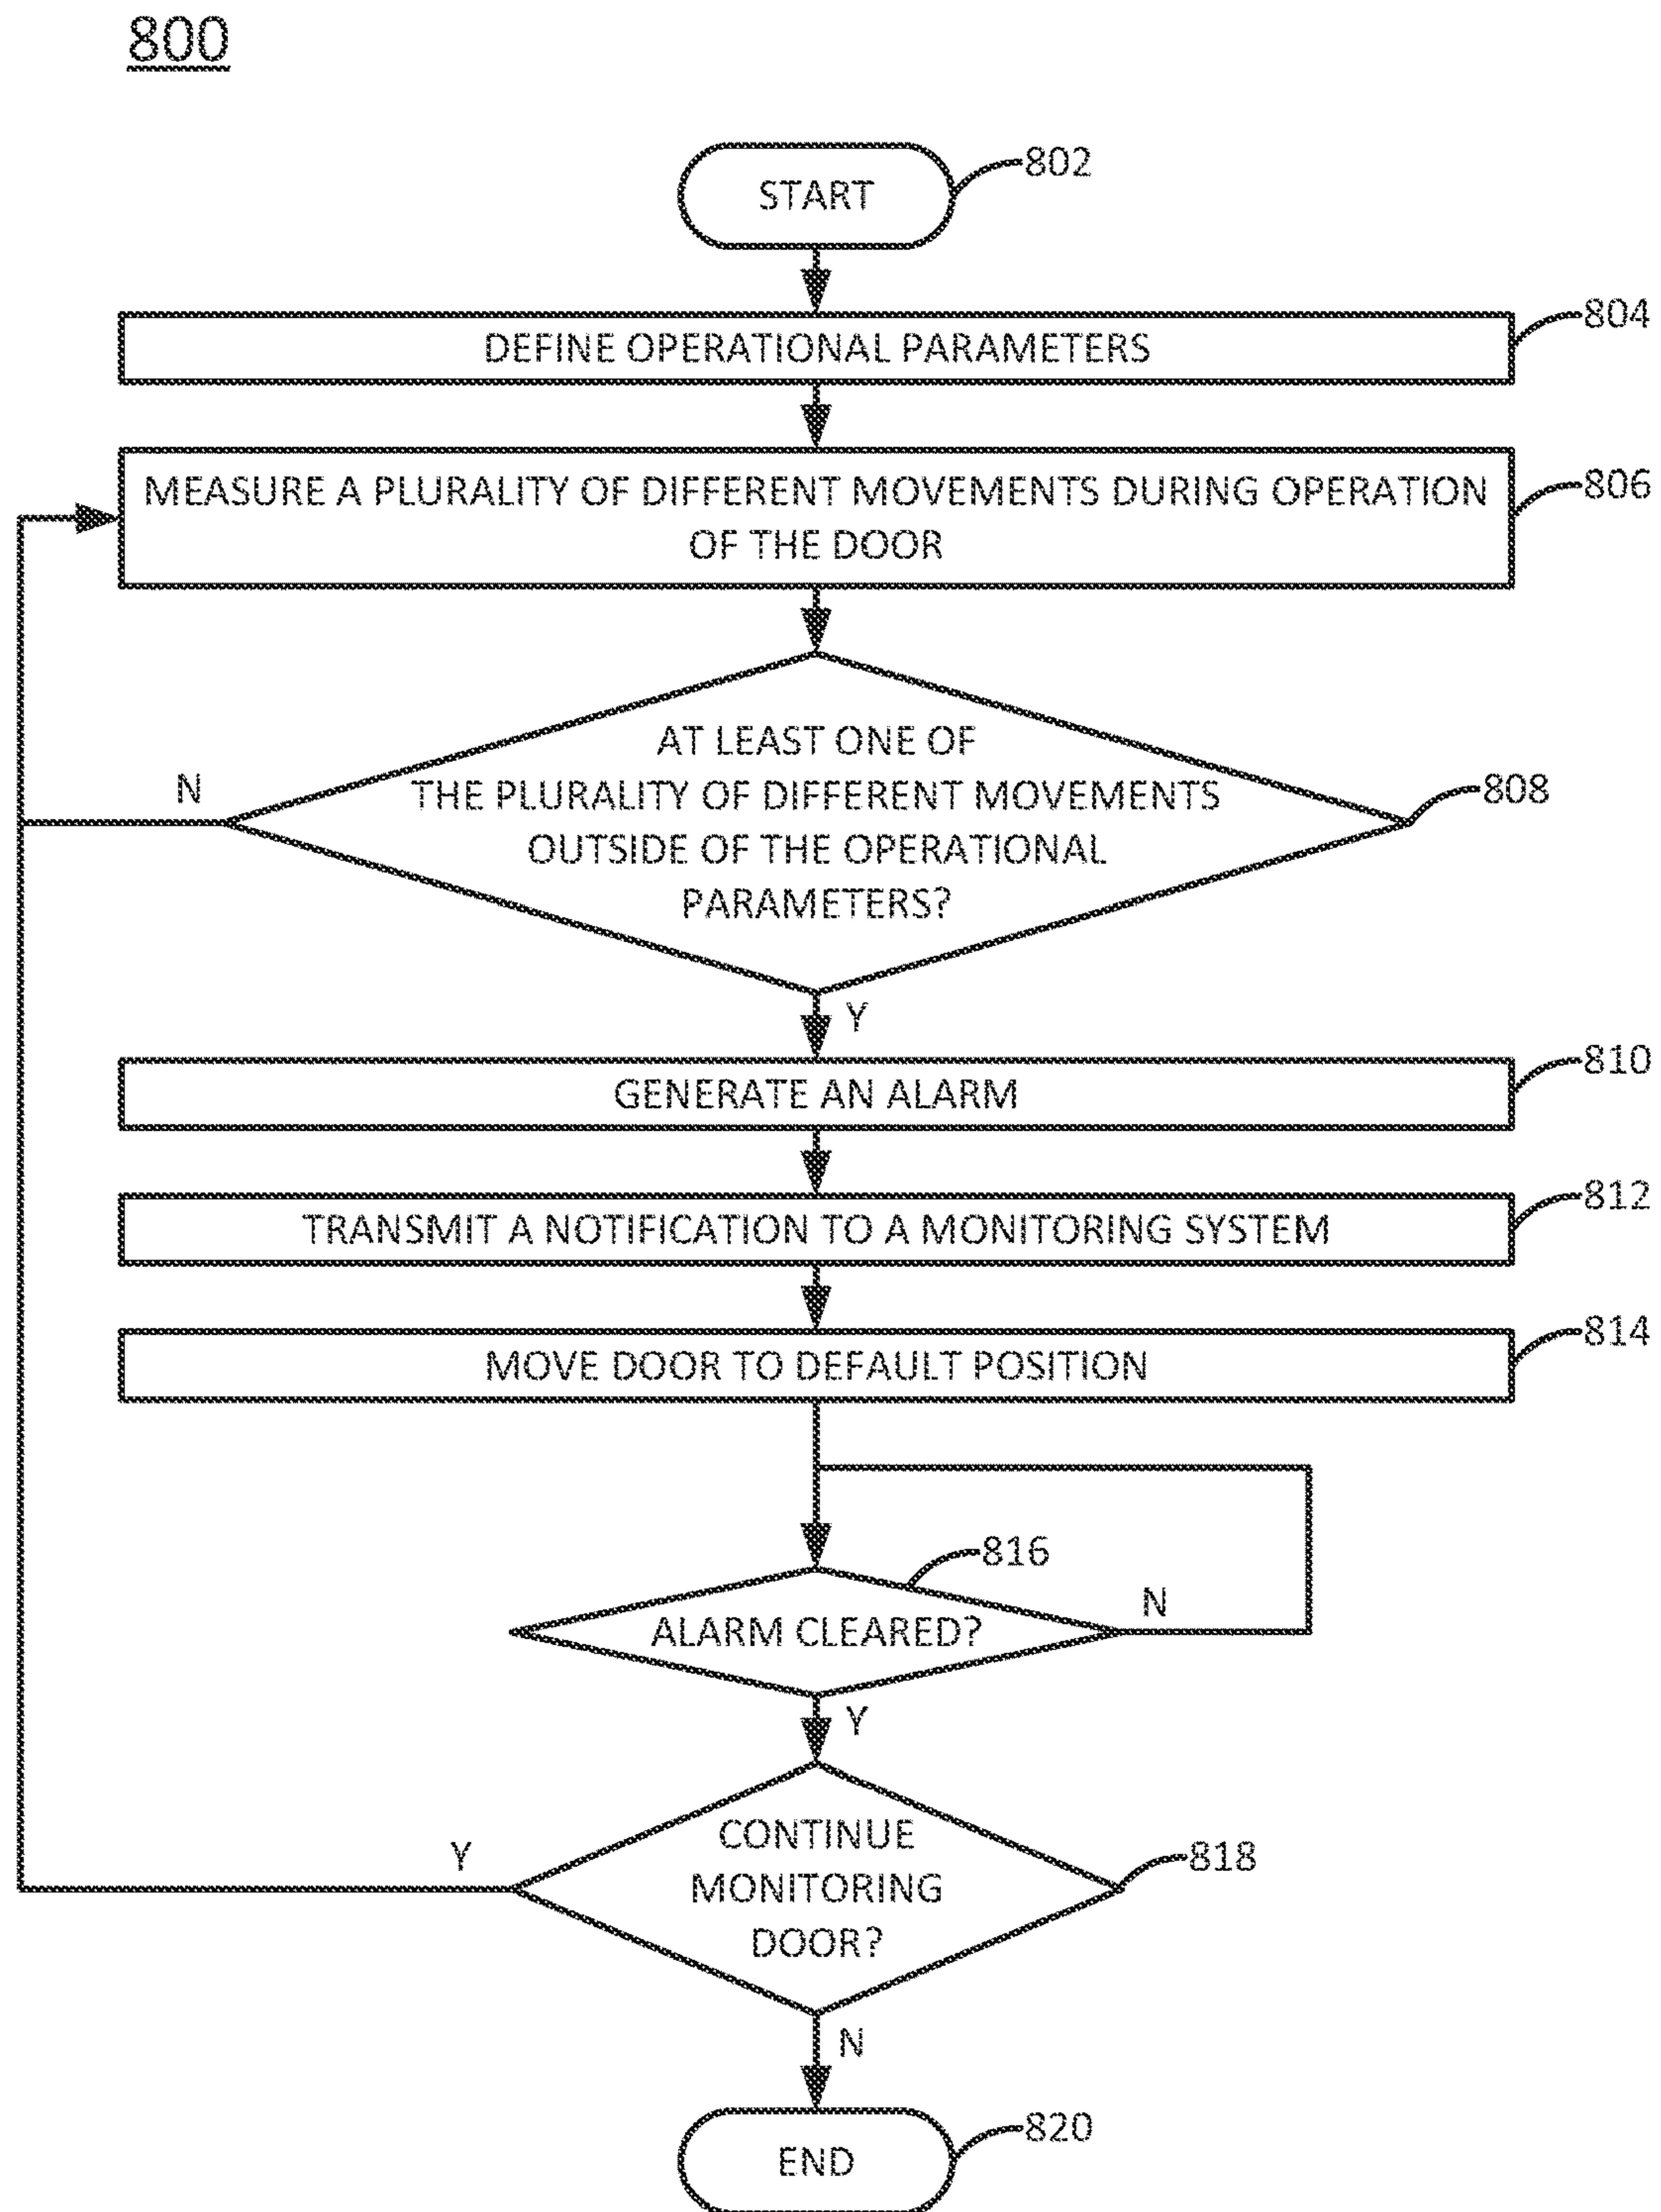 800
START
802
DEFINE OPERATIONAL PARAMETERS
804
MEASURE A PLURALITY OF DIFFERENT MOVEMENTS DURING OPERATION
OF THE DOOR
806
AT LEAST ONE OF
THE PLURALITY OF DIFFERENT MOVEMENTS
OUTSIDE OF THE OPERATIONAL
PARAMETERS?
808
N
Y
GENERATE AN ALARM
810
TRANSMIT A NOTIFICATION TO A MONITORING SYSTEM
812
MOVE DOOR TO DEFAULT POSITION
814
816
ALARM CLEARED?
N
Y
CONTINUE
MONITORING
DOOR?
818
Y
N
END
820